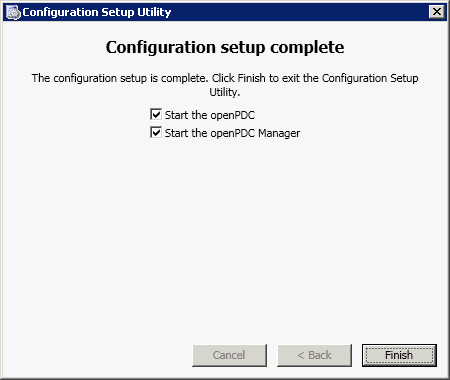 Configuration Setup Utility
Configuration setup complete
The configuration setup is complete. Click Finish to exit the Configuration Setup
Utility.
Start the openPDC
Start the openPDC Manager
Cancel
< Back
Finish